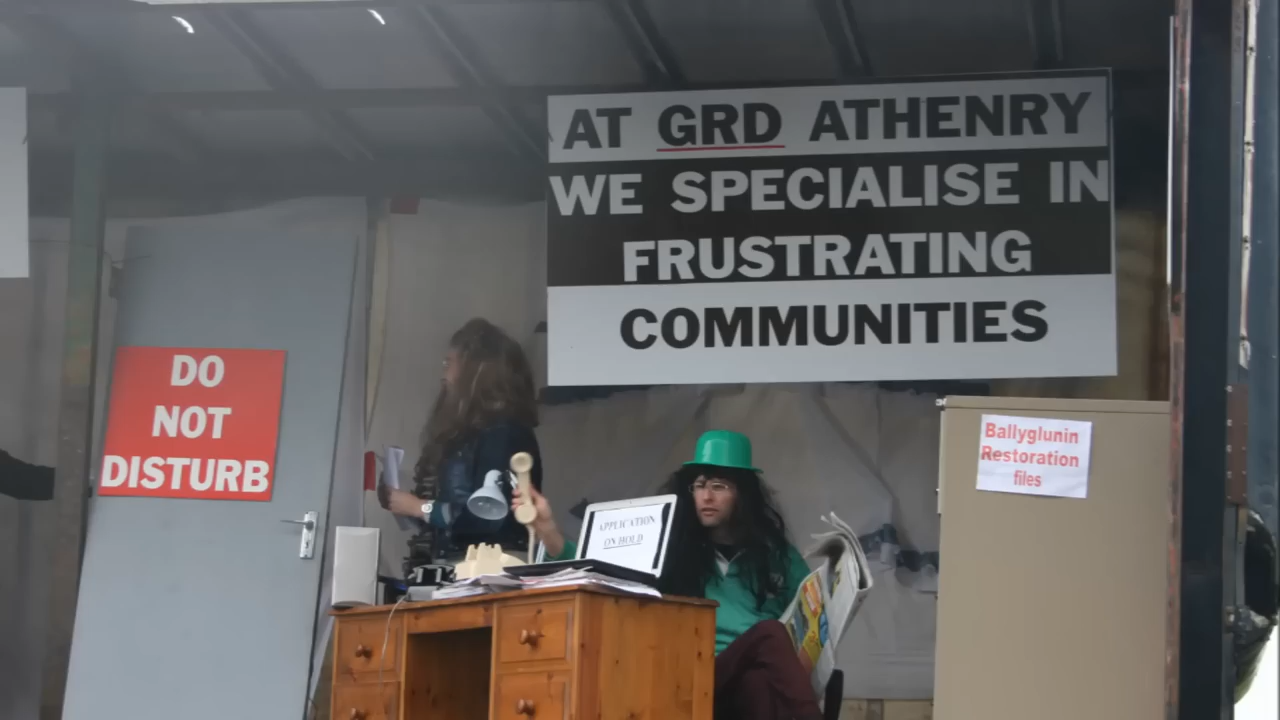 AT GRD ATHENRY
WE SPECIALISE IN
FRUSTRATING
COMMUNITIES
DO
NOT
DISTURB
APPLICATION
ON HOLD
Ballyglunin
Restoration
files